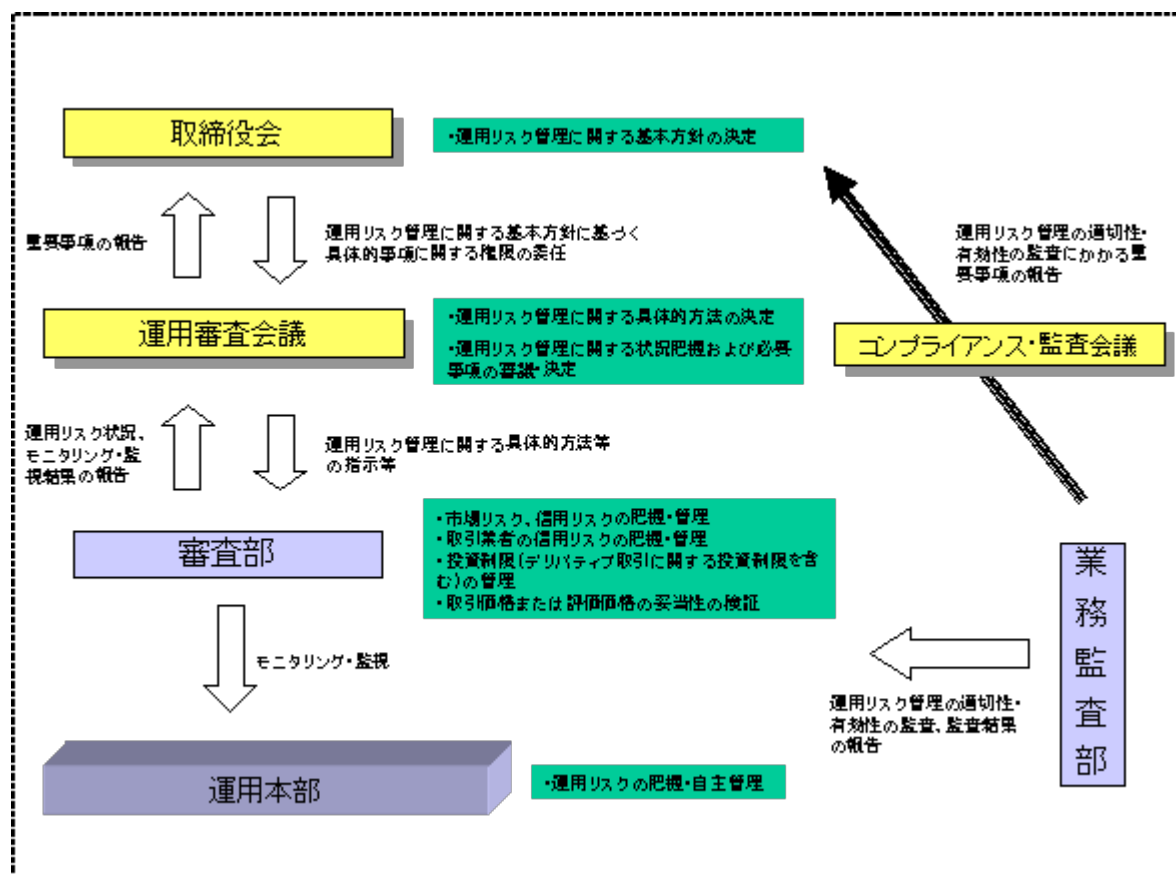 取締役会
・運用リスク管理に関する基本方針の決定
重要事項の報告
運用リスク管理に関する基本方針に基づく
具体的事項に関する権限の委任
運用リスク管理の適切性・
有効性の監査にかかる重
要事項の報告
運用審査会議
・運用リスク管理に関する具体的方法の決定
・運用リスク管理に関する状況把握および必要
事項の審議・決定
コンプライアンス・監査会議
運用リスク状況、
モニタリング・監
視結果の報告
運用リスク管理に関する具体的方法等
の指示等
審査部
・市場リスク、信用リスクの把握・管理
・取引業者の信用リスクの把握・管理
・投資制限(デリバティブ取引に関する投資制限を含
む)の管理
・取引価格または評価価格の妥当性の検証
業務監査部
モニタリング・監視
運用リスク管理の適切性・
有効性の監査、監査結果
の報告
運用本部
・運用リスクの把握・自主管理